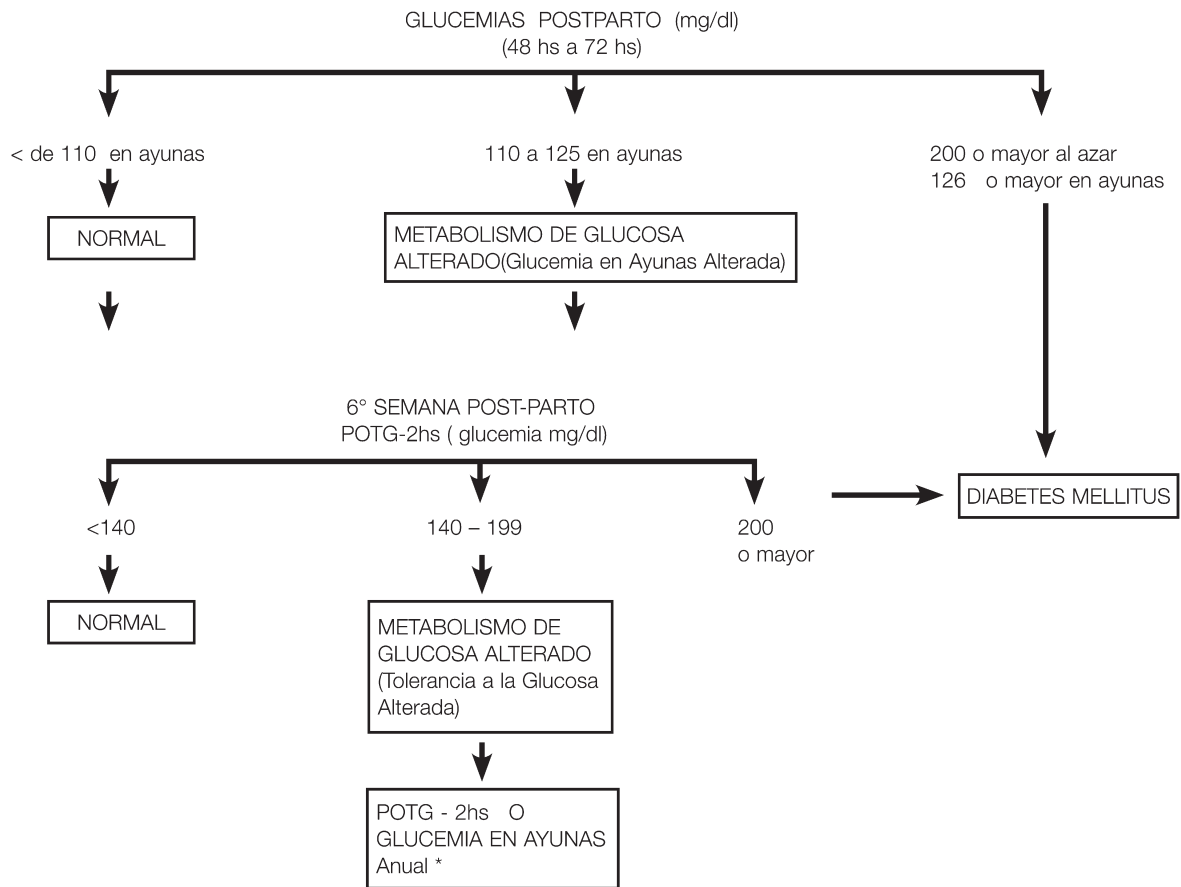 GLUCEMIAS POSTPARTO (mg/dl)
(48 hs a 72 hs)
< de 110 en ayunas
110 a 125 en ayunas
200 o mayor al azar
126 o mayor en ayunas
NORMAL
METABOLISMO DE GLUCOSA
ALTERADO(Glucemia en Ayunas Alterada)
6° SEMANA POST-PARTO
POTG-2hs ( glucemia mg/dl)
DIABETES MELLITUS
<140
140 – 199
200
o mayor
NORMAL
METABOLISMO DE
GLUCOSA ALTERADO
(Tolerancia a la Glucosa
Alterada)
POTG - 2hs O
GLUCEMIA EN AYUNAS
Anual *